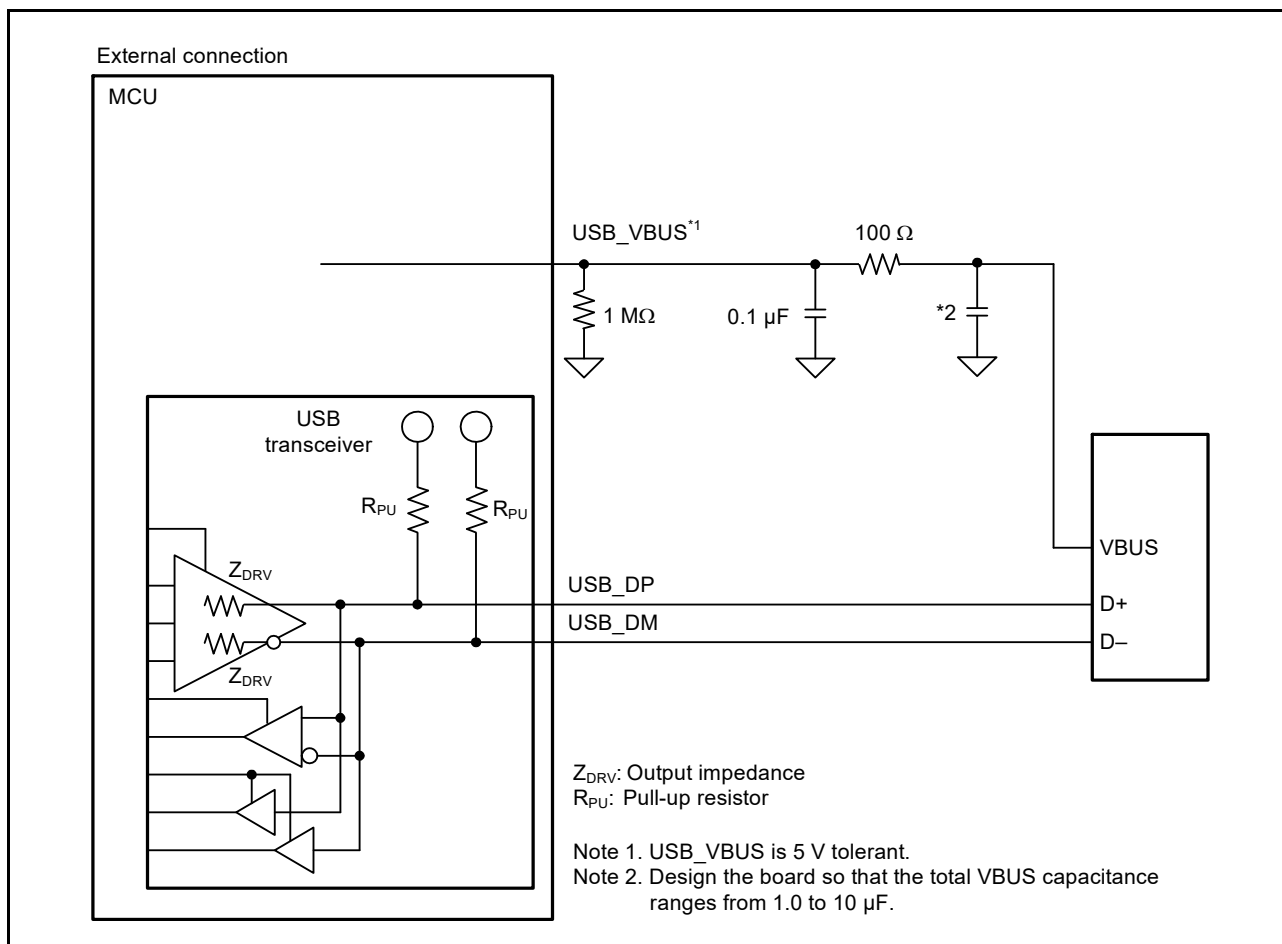 External connection
MCU
USB_VBUS*1
100 Ω
1 MΩ
0.1 µF
*2
USB
transceiver
RPU
RPU
ZDRV
ZDRV
USB_DP
USB_DM
VBUS
D+
D–
ZDRV: Output impedance
RPU: Pull-up resistor
Note 1. USB_VBUS is 5 V tolerant.
Note 2. Design the board so that the total VBUS capacitance
ranges from 1.0 to 10 µF.